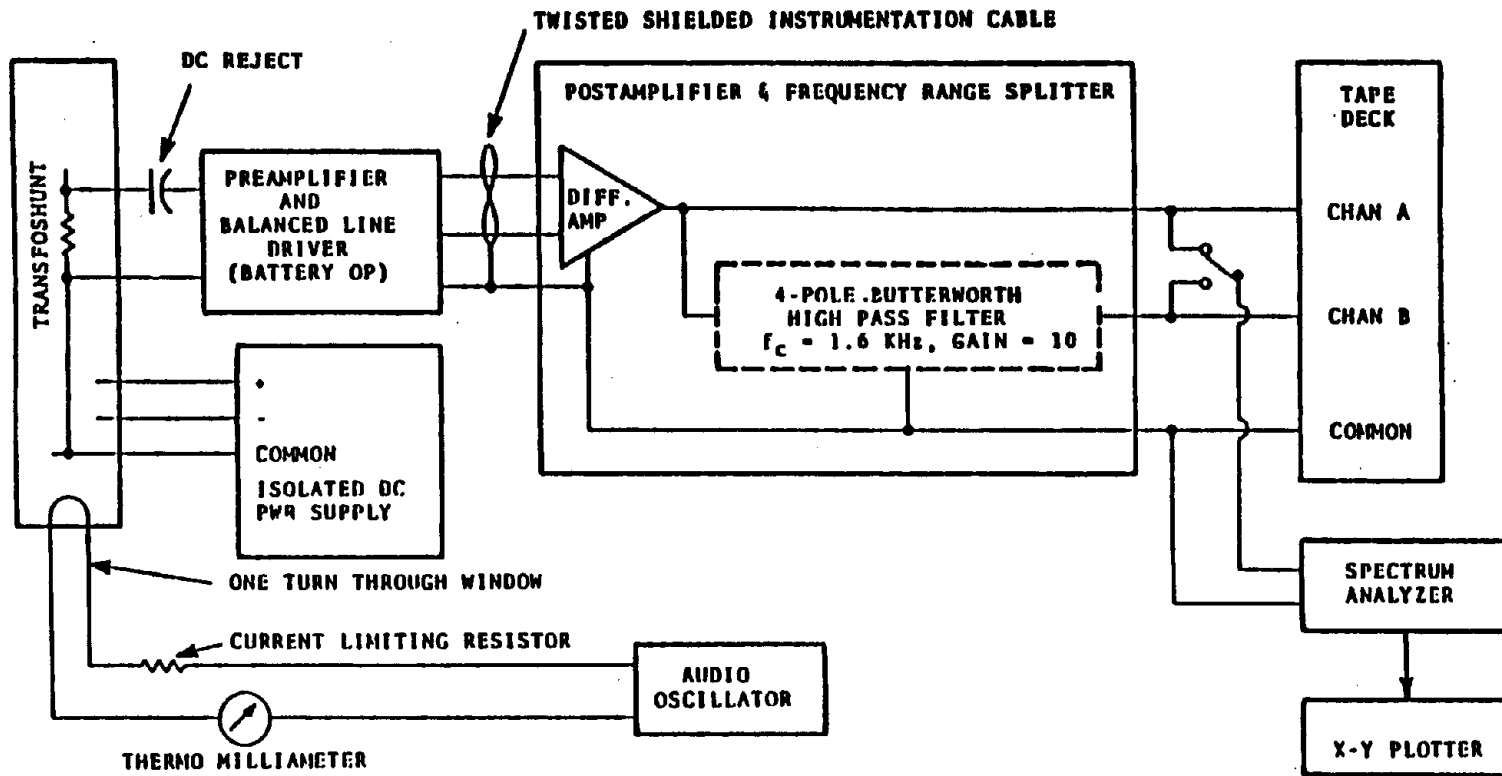 TWISTED SHIELDED INSTRUMENTATION CABLE
DC REJECT
POSTAMPLIFIER & FREQUENCY RANGE SPLITTER
TAPE
DECK
TRANSFOSHUNT
PREAMPLIFIER
AND
BALANCED LINE
DRIVER
(BATTERY OP)
DIFF.
AMP
CHAN A
4-POLE.BUTTERWORTH
HIGH PASS FILTER
fC = 1.6 KHz, GAIN = 10
CHAN B
+
-
COMMON
COMMON
ISOLATED DC
PWR SUPPLY
ONE TURN THROUGH WINDOW
SPECTRUM
ANALYZER
CURRENT LIMITING RESISTOR
AUDIO
OSCILLATOR
THERMO MILLIAMETER
X-Y PLOTTER